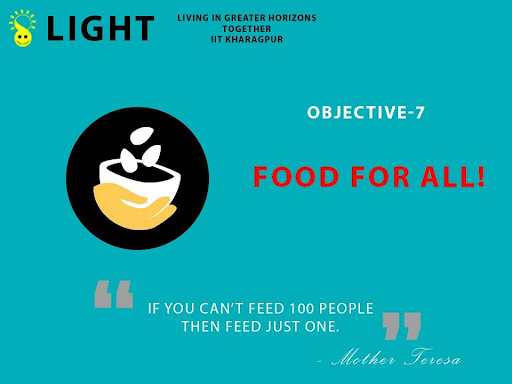 LIGHT
LIVING IN GREATER HORIZONS
TOGETHER
IIT KHARAGPUR
OBJECTIVE-7
FOOD FOR ALL!
“ IF YOU CAN’T FEED 100 PEOPLE
THEN FEED JUST ONE. ”
- Mother Teresa